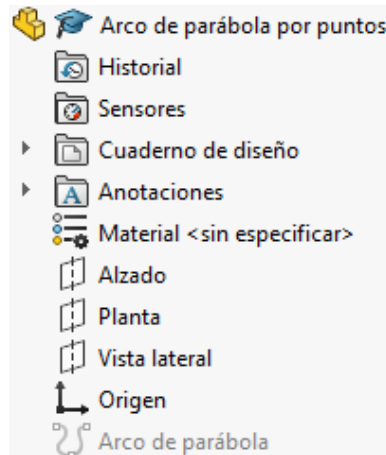 Arco de parábola por puntos
Historial
Sensores
Cuaderno de diseño
Anotaciones
Material <sin especificar>
Alzado
Planta
Vista lateral
Origen
Arco de parábola